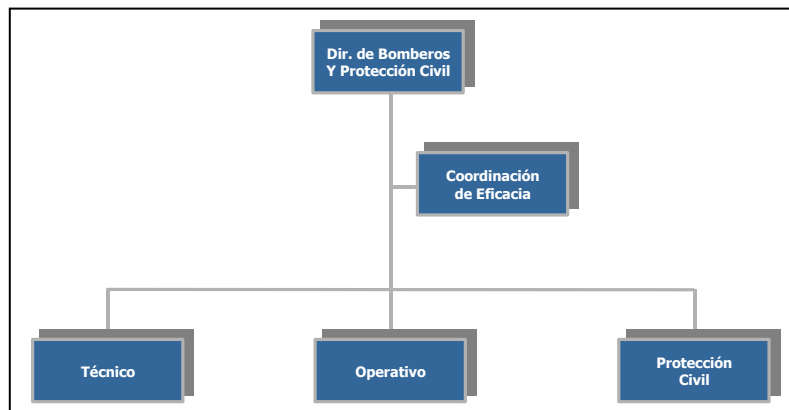 Dir. de Bomberos
Y Protección Civil
Coordinación
de Eficacia
Técnico
Operativo
Protección
Civil